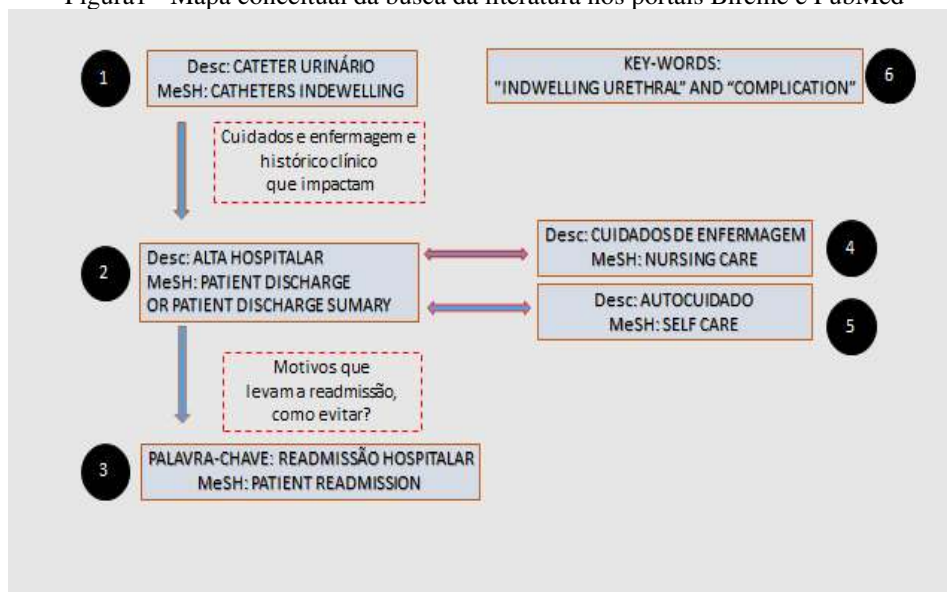 Figura1 - Mapa conceitual da busca da literatura nos portais Bireme e PubMed
1
Desc: CATETER URINÁRIO
MeSH: CATHETERS INDEWELLING
KEY-WORDS:
"INDWELLING URETHRAL" AND “COMPLICATION”
6
Cuidados e enfermagem e
histórico clínico
que impactam
2
Desc: ALTA HOSPITALAR
MeSH: PATIENT DISCHARGE
OR PATIENT DISCHARGE SUMARY
Desc: CUIDADOS DE ENFERMAGEM
MeSH: NURSING CARE
4
Desc: AUTOCUIDADO
MeSH: SELF CARE
5
Motivos que
levam a readmissão,
como evitar?
3
PALAVRA-CHAVE: READMISSÃO HOSPITALAR
MeSH: PATIENT READMISSION